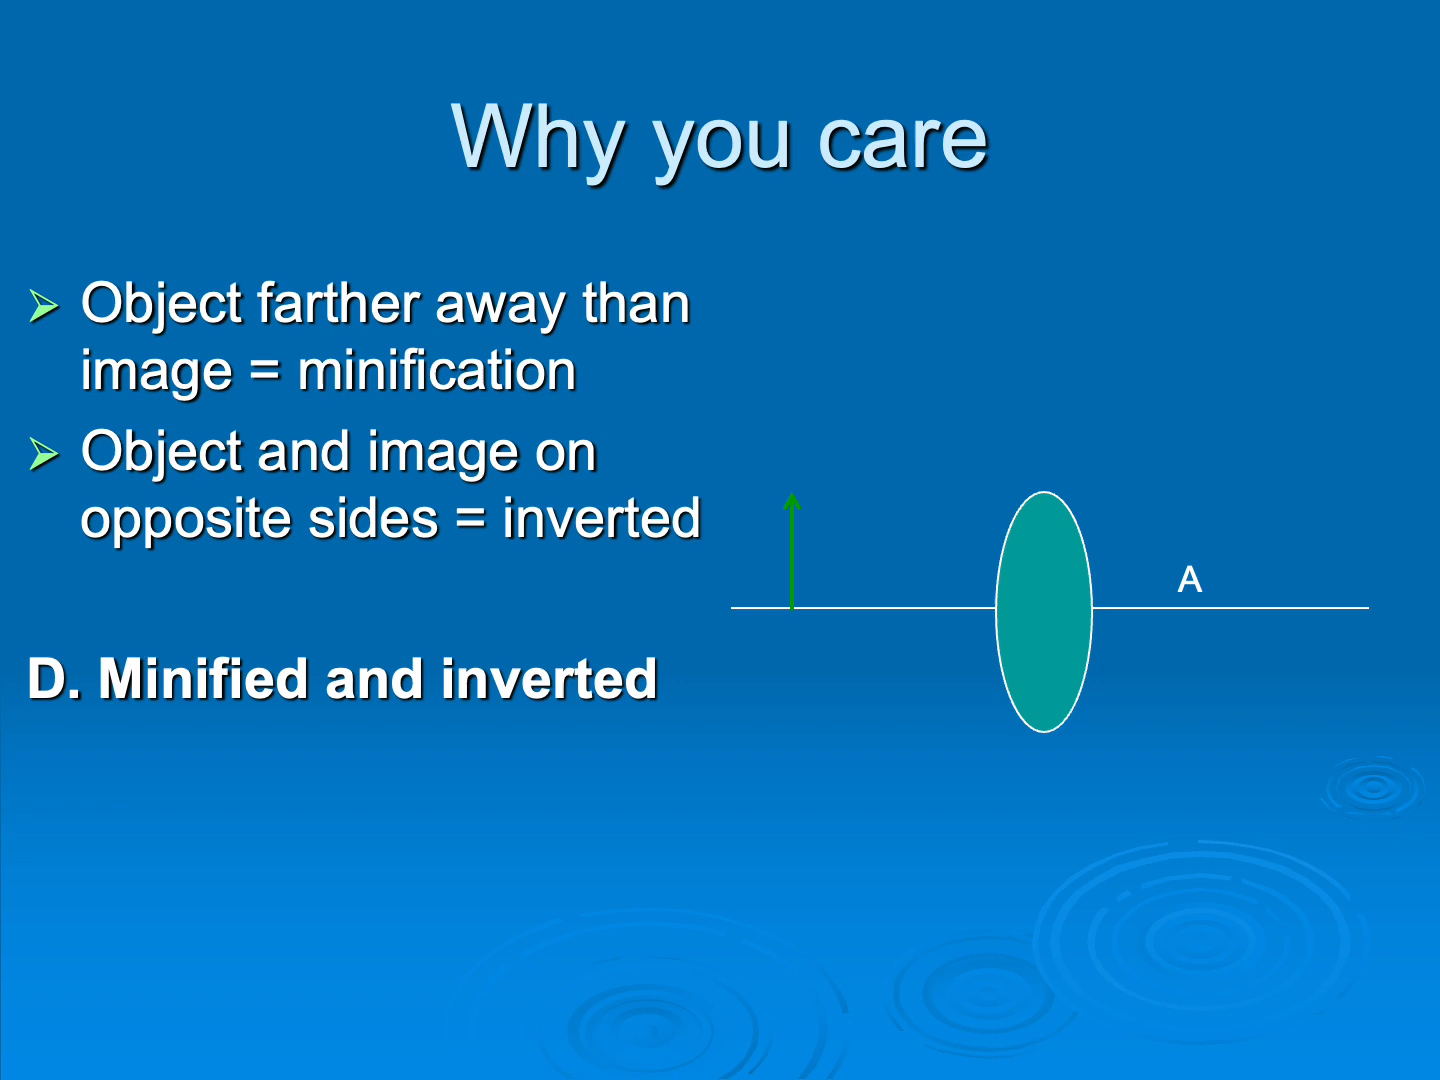 Why you care
Object farther away than
image = minification
Object and image on
opposite sides = inverted
A
D. Minified and inverted